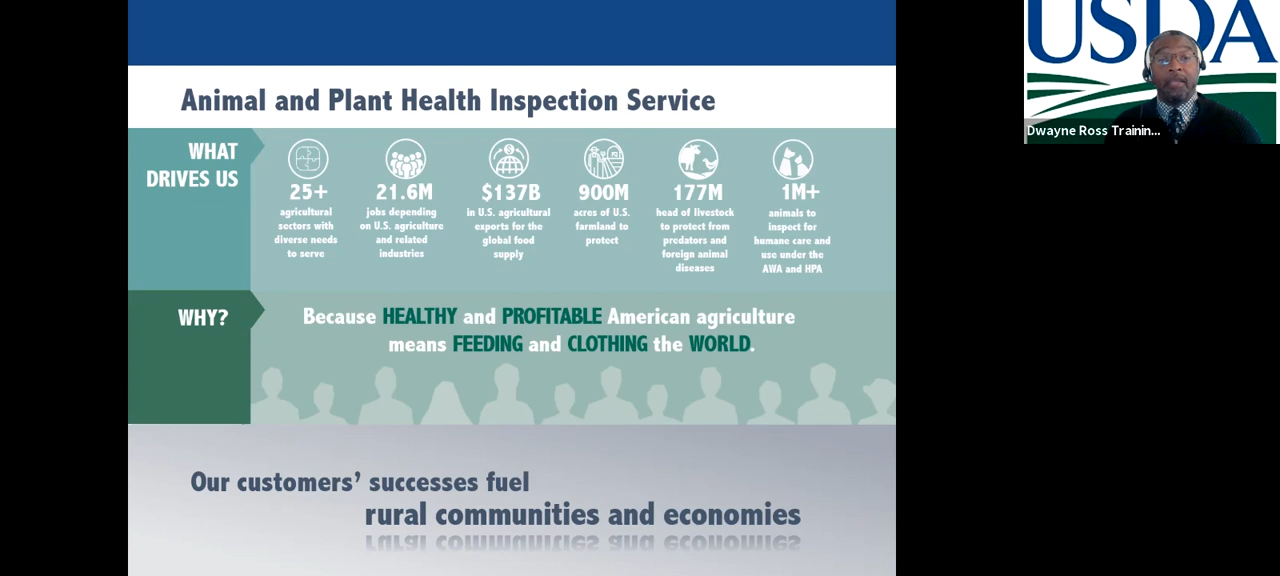 USDA
Dwayne Ross Trainin...
Animal and Plant Health Inspection Service
WHAT
DRIVES US
25+
agricultural
sectors with
diverse needs
to serve
21.6M
jobs depending
on U.S. agriculture
and related
industries
$137B
in U.S. agricultural
exports for the
global food
supply
900M
acres of U.S.
farmland to
protect
177M
head of livestock
to protect from
predators and
foreign animal
diseases
1M+
animals to
inspect for
humane care and
use under the
AWA and HPA
WHY?
Because HEALTHY and PROFITABLE American agriculture
means FEEDING and CLOTHING the WORLD.
Our customers’ successes fuel
rural communities and economies